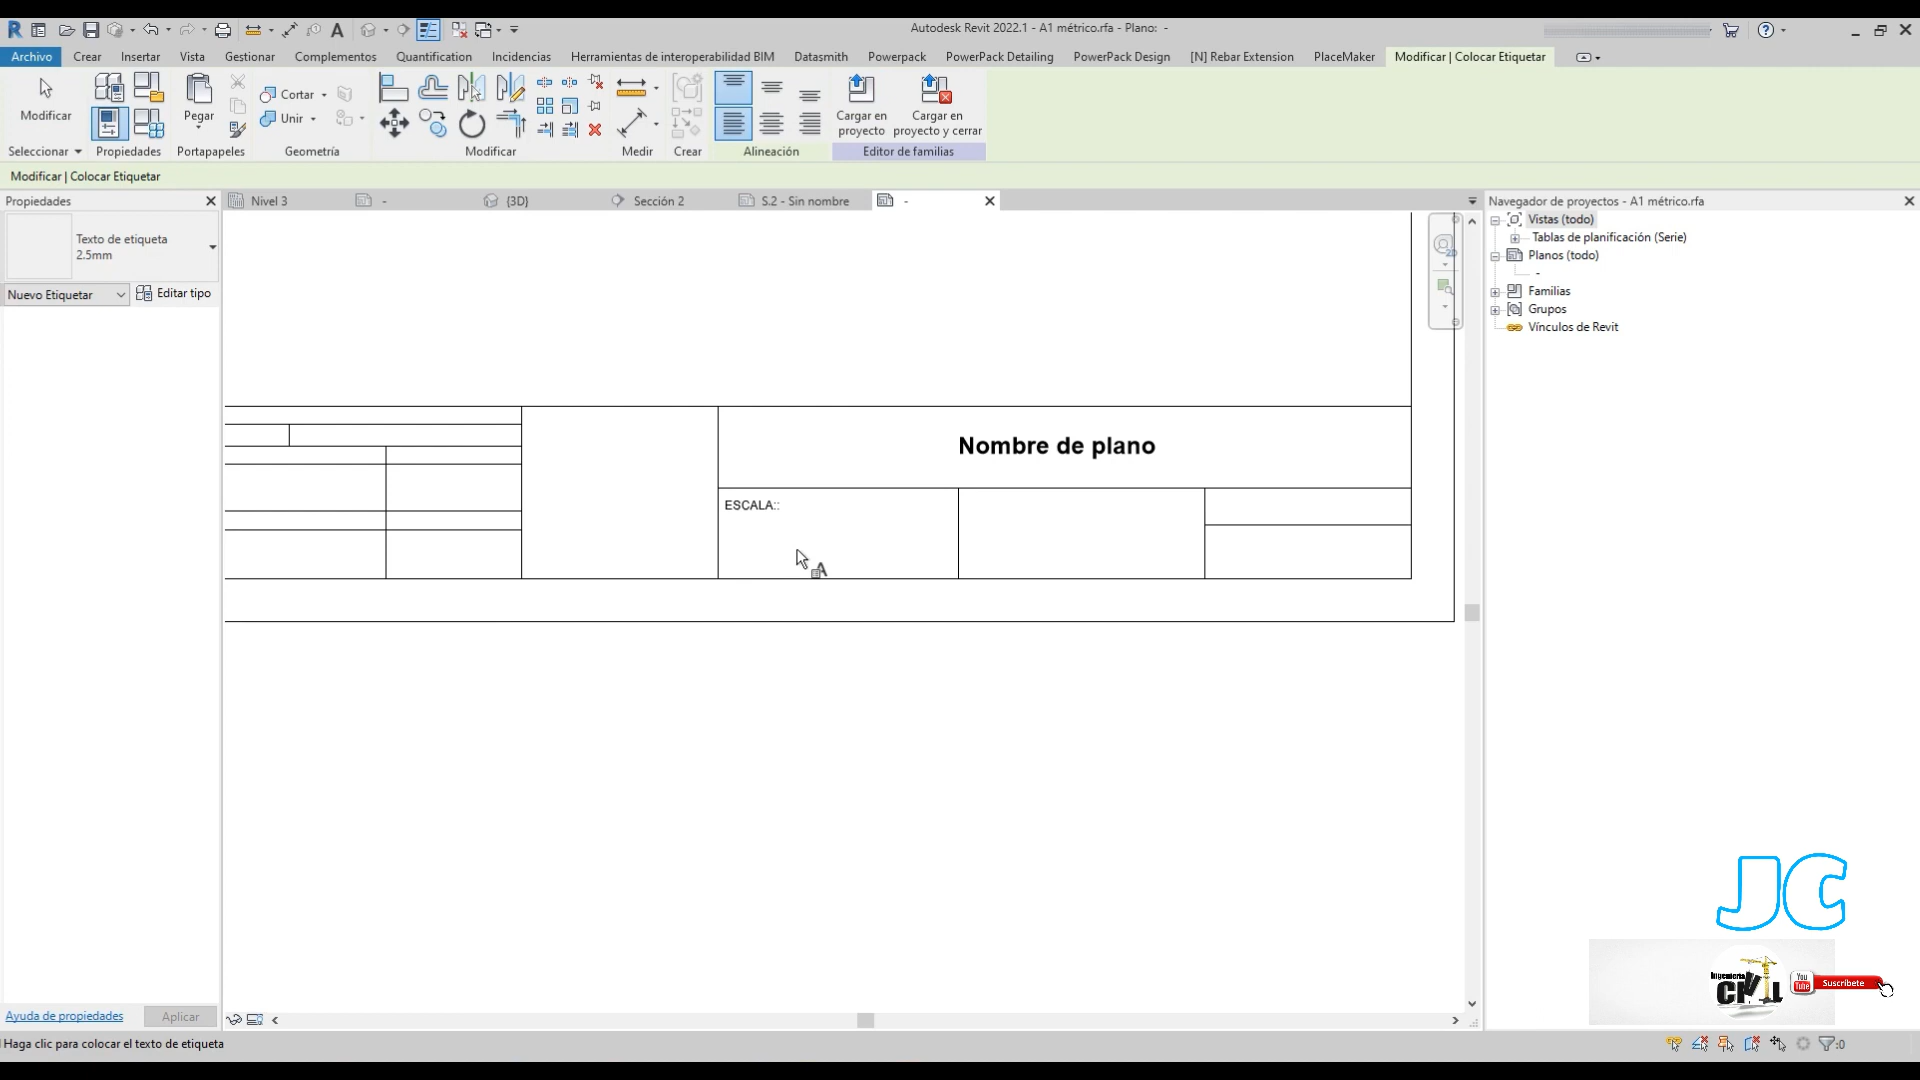 Autodesk Revit 2022.1 - A1 métrico.rfa - Plano: -
Archivo Crear Insertar Vista Gestionar Complementos Quantification Incidencias Herramientas de interoperabilidad BIM Datasmith Powerpack PowerPack Detailing PowerPack Design [N] Rebar Extension PlaceMaker Modificar | Colocar Etiquetar
Modificar
Pegar
Cortar
Unir
Cargar en proyecto
Cargar en proyecto y cerrar
Seleccionar Propiedades Portapapeles Geometría Modificar Medir Crear Alineación Editor de familias
Modificar | Colocar Etiquetar
Propiedades
Nivel 3
-
{3D}
Sección 2
S.2 - Sin nombre
-
Navegador de proyectos - A1 métrico.rfa
Texto de etiqueta
2.5mm
Nuevo Etiquetar
Editar tipo
Vistas (todo)
Tablas de planificación (Serie)
Planos (todo)
-
Familias
Grupos
Vínculos de Revit
2D
Nombre de plano
ESCALA::
A
JC
Ingeniería
CIVIL
You
Tube
Suscríbete
Ayuda de propiedades
Aplicar
Haga clic para colocar el texto de etiqueta
:0